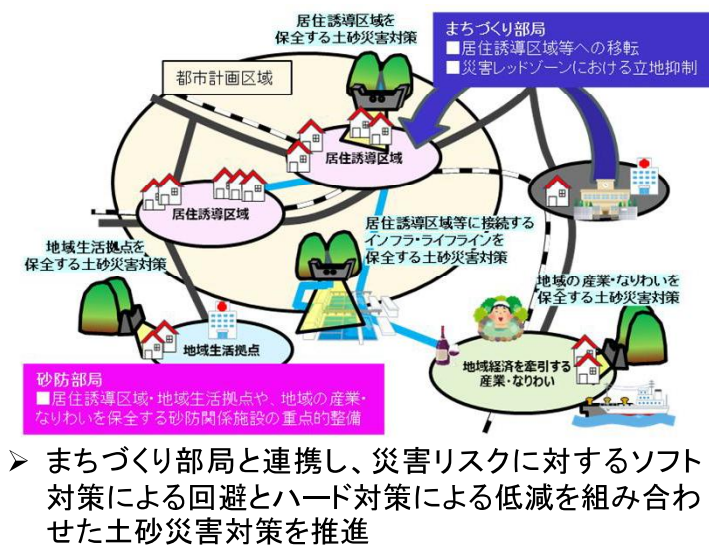 居住誘導区域を
保全する土砂災害対策
まちづくり部局
■居住誘導区域等への移転
■災害レッドゾーンにおける立地抑制
都市計画区域
居住誘導区域
居住誘導区域
居住誘導区域等に接続する
インフラ・ライフラインを
保全する土砂災害対策
地域生活拠点を
保全する土砂災害対策
地域の産業・なりわいを
保全する土砂災害対策
地域生活拠点
地域経済を牽引する
産業・なりわい
砂防部局
■居住誘導区域・地域生活拠点や、地域の産業・
なりわいを保全する砂防関係施設の重点的整備
➢ まちづくり部局と連携し、災害リスクに対するソフト
対策による回避とハード対策による低減を組み合わ
せた土砂災害対策を推進